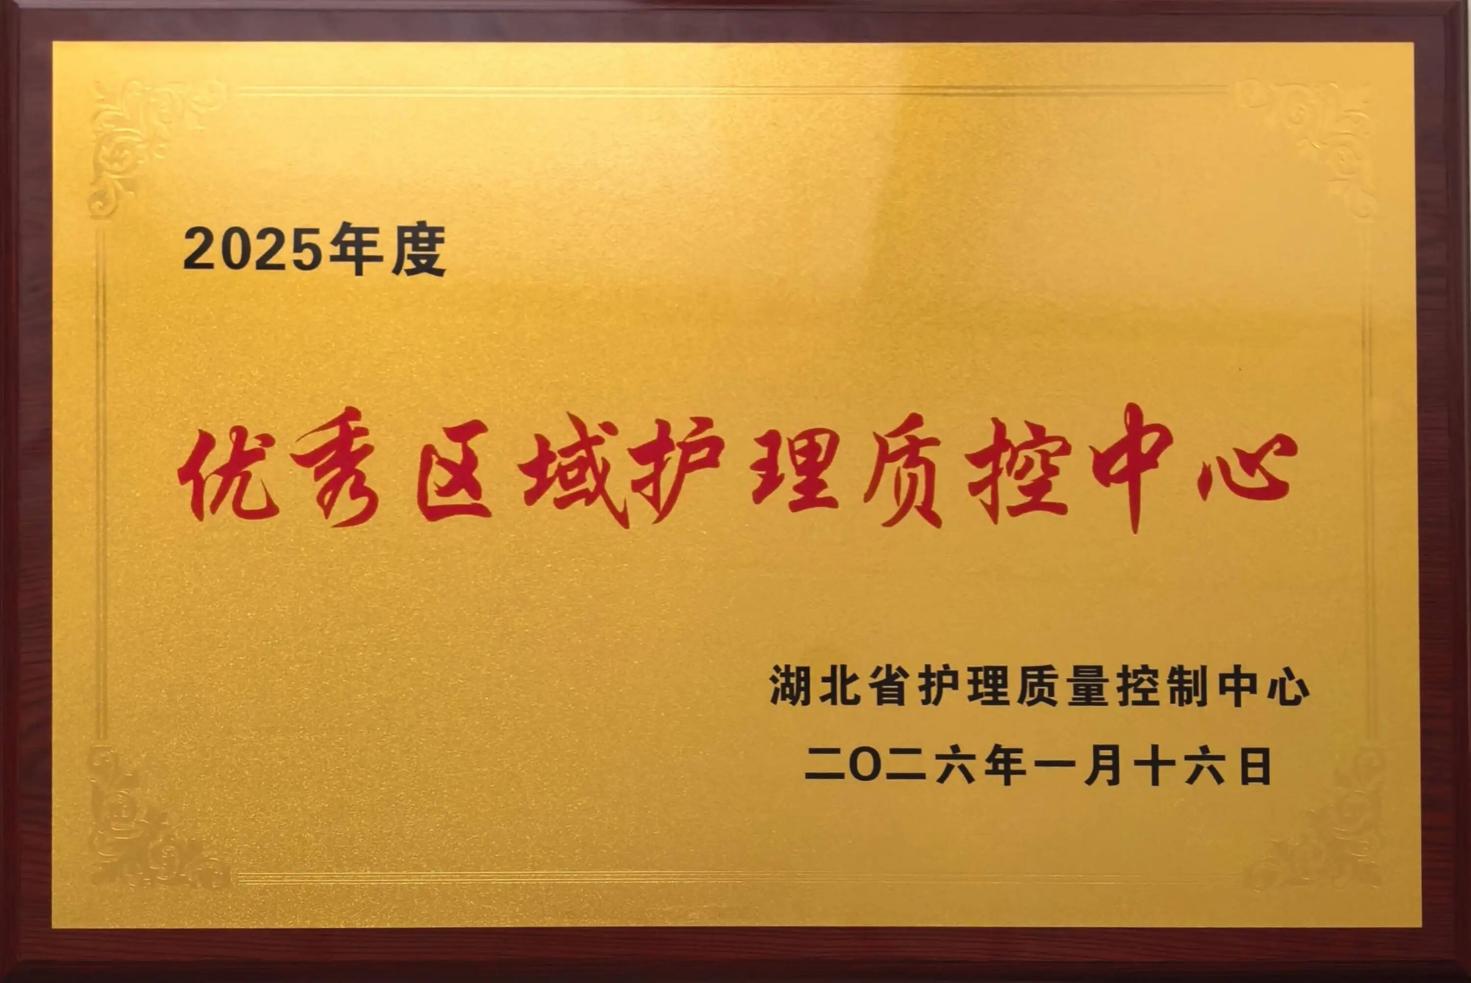 2025年度
优秀区域护理质控中心
湖北省护理质量控制中心
二〇二六年一月十六日